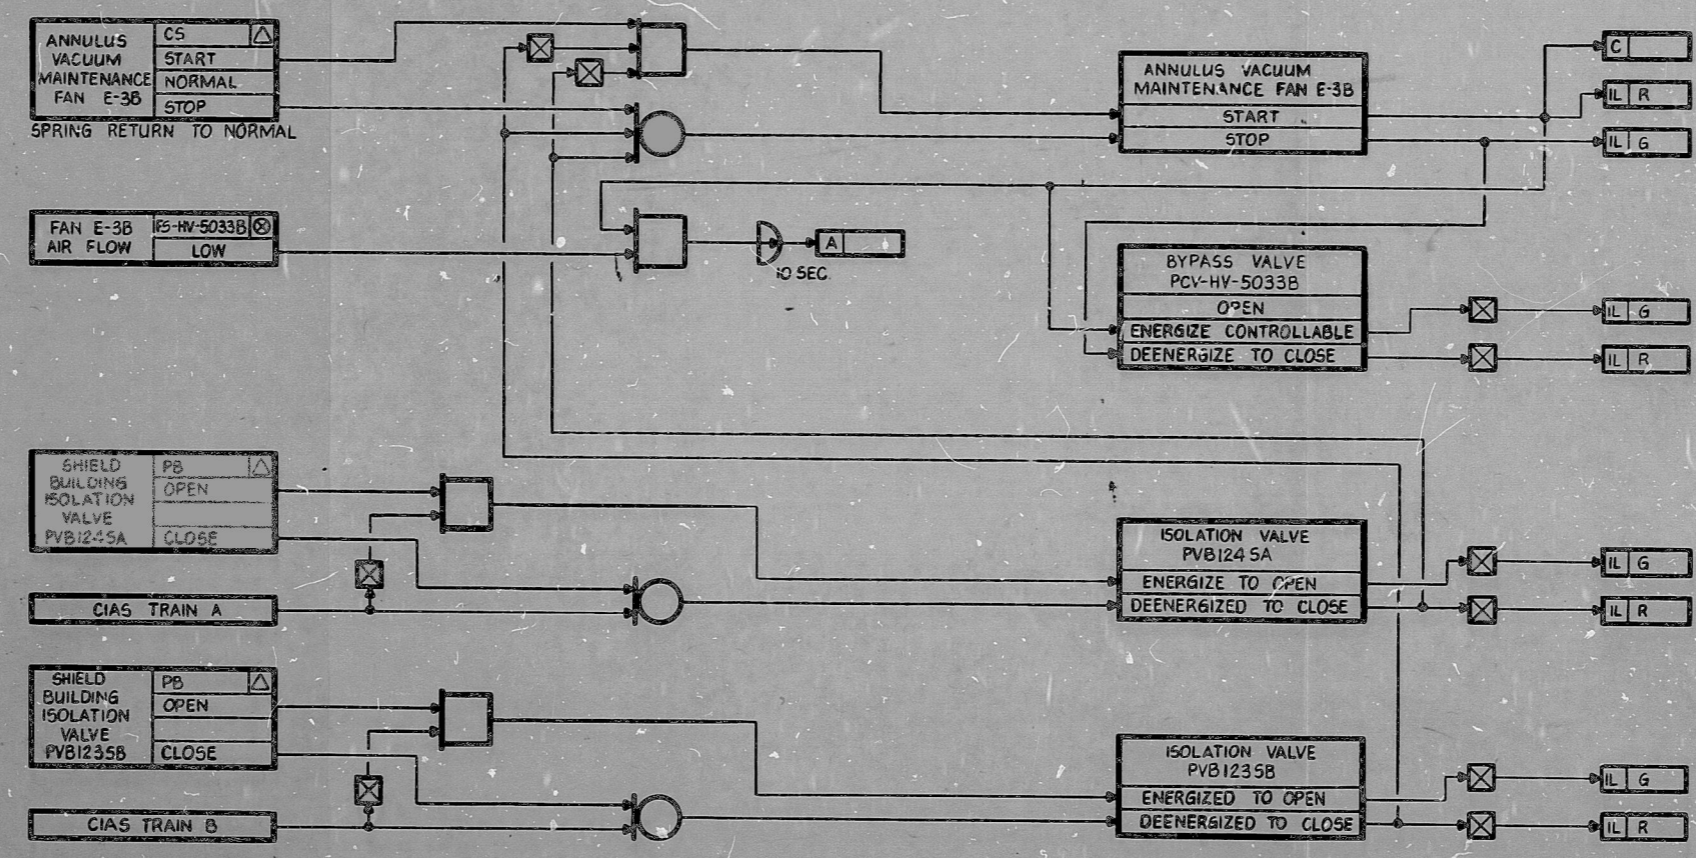 ANNULUS
VACUUM
MAINTENANCE
FAN E-3B
CS
START
NORMAL
STOP
SPRING RETURN TO NORMAL
ANNULUS VACUUM
MAINTENANCE FAN E-3B
START
STOP
C
IL R
IL G
FAN E-3B
AIR FLOW
FS-HV-5033B
LOW
A
10 SEC.
BYPASS VALVE
PCV-HV-5033B
OPEN
ENERGIZE CONTROLLABLE
DEENERGIZE TO CLOSE
IL G
IL R
SHIELD
BUILDING
ISOLATION
VALVE
PVB1245A
PB
OPEN
CLOSE
CIAS TRAIN A
ISOLATION VALVE
PVB1245A
ENERGIZE TO OPEN
DEENERGIZED TO CLOSE
IL G
IL R
SHIELD
BUILDING
ISOLATION
VALVE
PVB1235B
PB
OPEN
CLOSE
CIAS TRAIN B
ISOLATION VALVE
PVB1235B
ENERGIZED TO OPEN
DEENERGIZED TO CLOSE
IL G
IL R